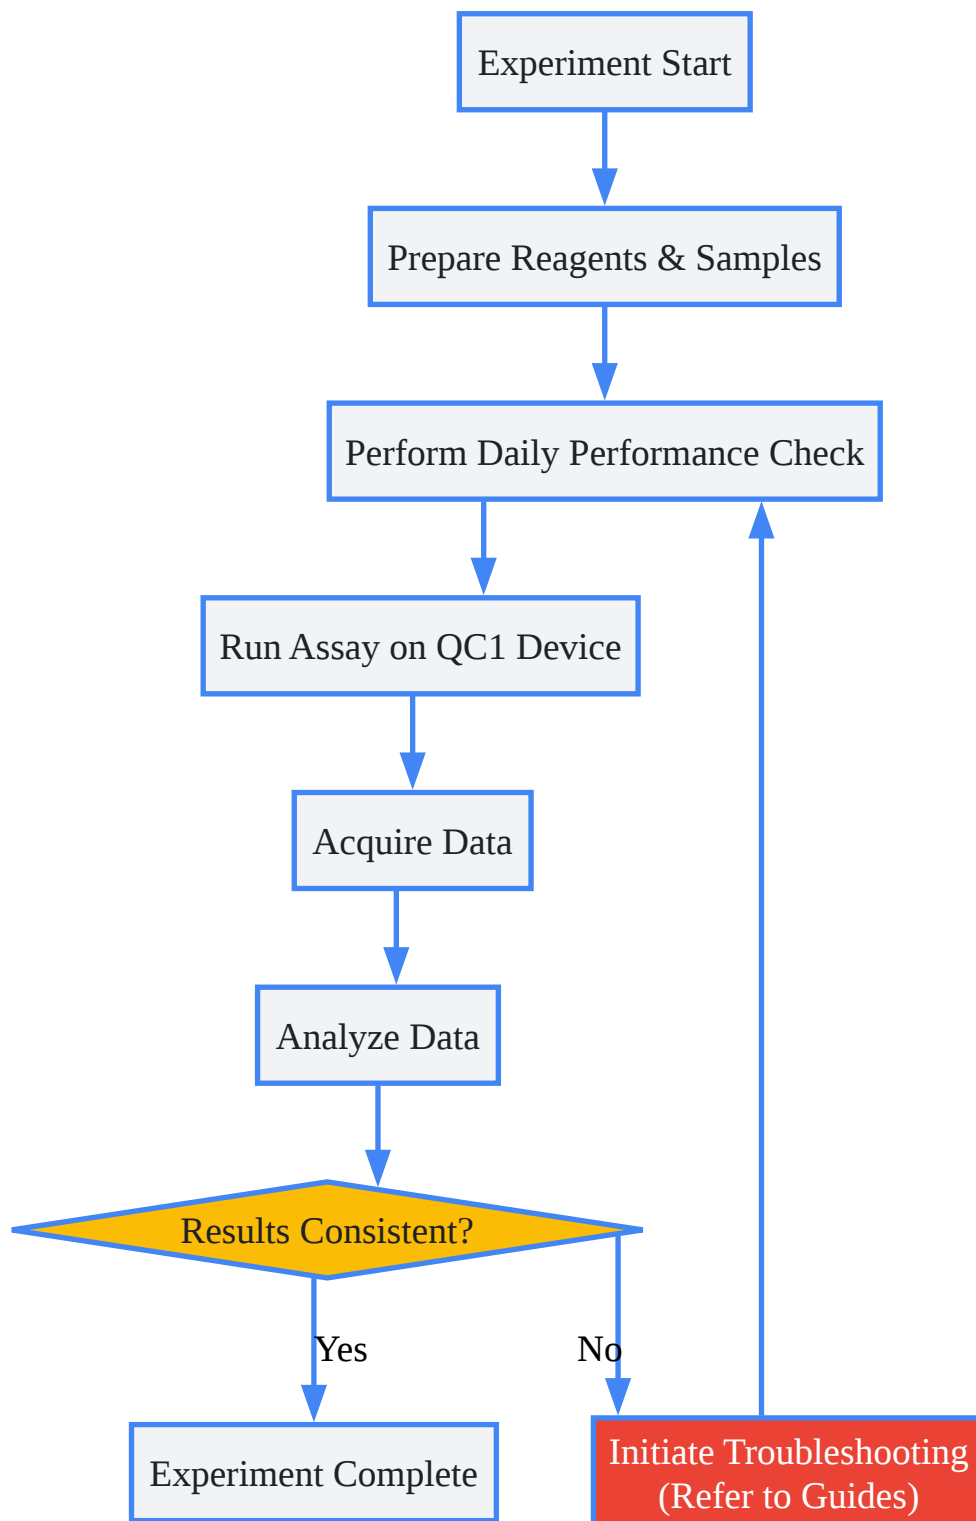 Experiment Start
Prepare Reagents & Samples
Perform Daily Performance Check
Run Assay on QC1 Device
Acquire Data
Analyze Data
Results Consistent?
Yes
No
Experiment Complete
Initiate Troubleshooting
(Refer to Guides)